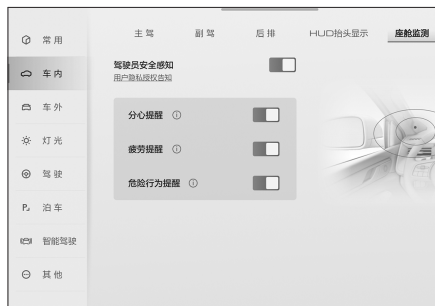 常用
车内
车外
灯光
驾驶
泊车
智能驾驶
其他
主驾 副驾 后排 HUD抬头显示 座舱监测
驾驶员安全感知
用户隐私授权告知
分心提醒
疲劳提醒
危险行为提醒